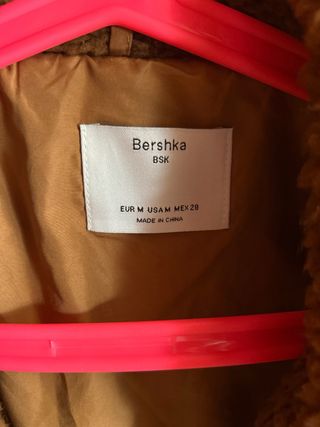 Bershka
BSK
EUR M USA M MEX 28
MADE IN CHINA